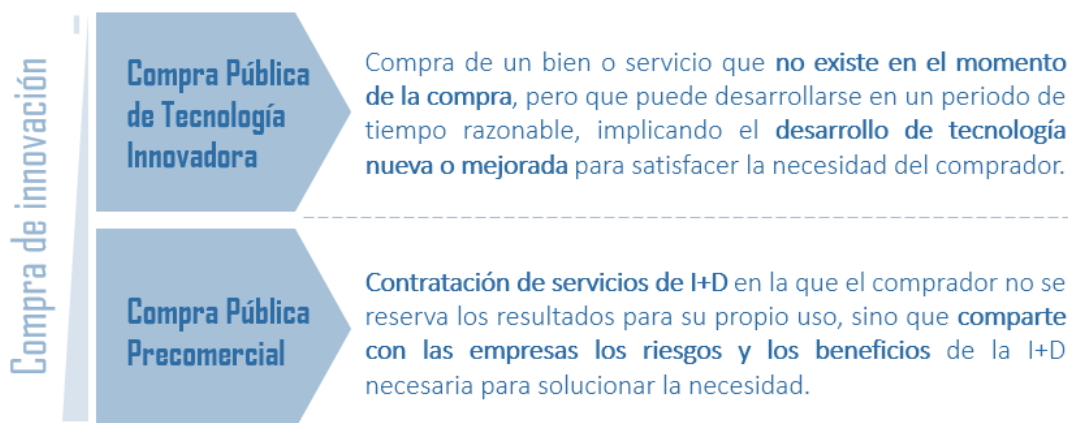 Compra de innovación
Compra Pública
de Tecnología
Innovadora
Compra de un bien o servicio que no existe en el momento
de la compra, pero que puede desarrollarse en un periodo de
tiempo razonable, implicando el desarrollo de tecnología
nueva o mejorada para satisfacer la necesidad del comprador.
Compra Pública
Precomercial
Contratación de servicios de I+D en la que el comprador no se
reserva los resultados para su propio uso, sino que comparte
con las empresas los riesgos y los beneficios de la I+D
necesaria para solucionar la necesidad.